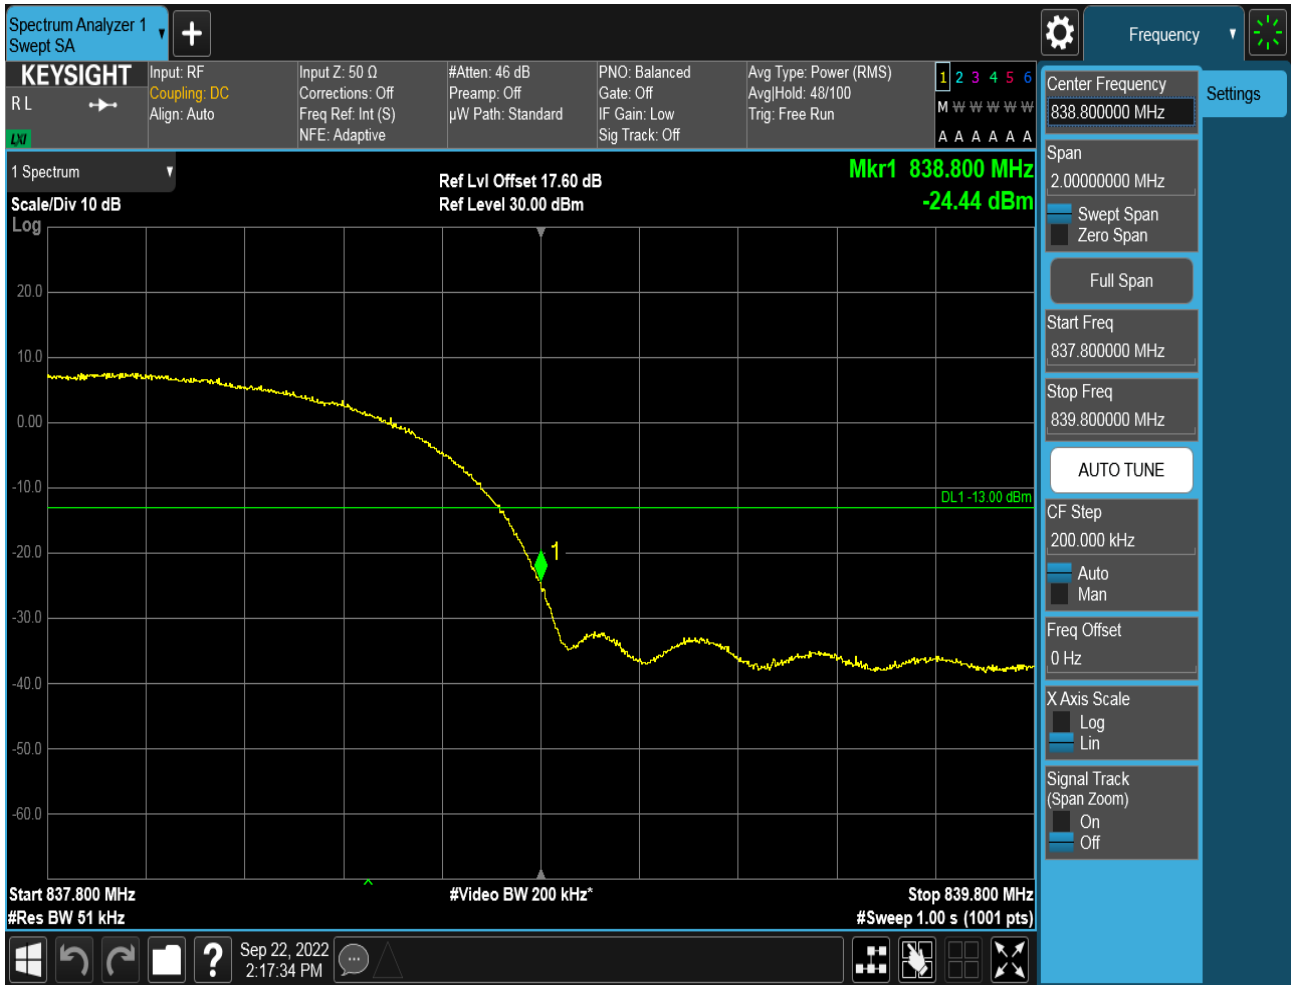 Spectrum Analyzer 1
Swept SA
Frequency
KEYSIGHT
R L
LXI
Input: RF
Coupling: DC
Align: Auto
Input Z: 50 Ω
Corrections: Off
Freq Ref: Int (S)
NFE: Adaptive
#Atten: 46 dB
Preamp: Off
µW Path: Standard
PNO: Balanced
Gate: Off
IF Gain: Low
Sig Track: Off
Avg Type: Power (RMS)
Avg|Hold: 48/100
Trig: Free Run
1 2 3 4 5 6
M W W W W W
A A A A A A
Center Frequency
838.800000 MHz
Settings
Span
2.00000000 MHz
Swept Span
Zero Span
Full Span
Start Freq
837.800000 MHz
Stop Freq
839.800000 MHz
AUTO TUNE
CF Step
200.000 kHz
Auto
Man
Freq Offset
0 Hz
X Axis Scale
Log
Lin
Signal Track
(Span Zoom)
On
Off
1 Spectrum
Scale/Div 10 dB
Log
Ref Lvl Offset 17.60 dB
Ref Level 30.00 dBm
Mkr1 838.800 MHz
-24.44 dBm
20.0
10.0
0.00
-10.0
DL1 -13.00 dBm
-20.0
1
-30.0
-40.0
-50.0
-60.0
Start 837.800 MHz
#Video BW 200 kHz*
Stop 839.800 MHz
#Res BW 51 kHz
#Sweep 1.00 s (1001 pts)
?
Sep 22, 2022
2:17:34 PM